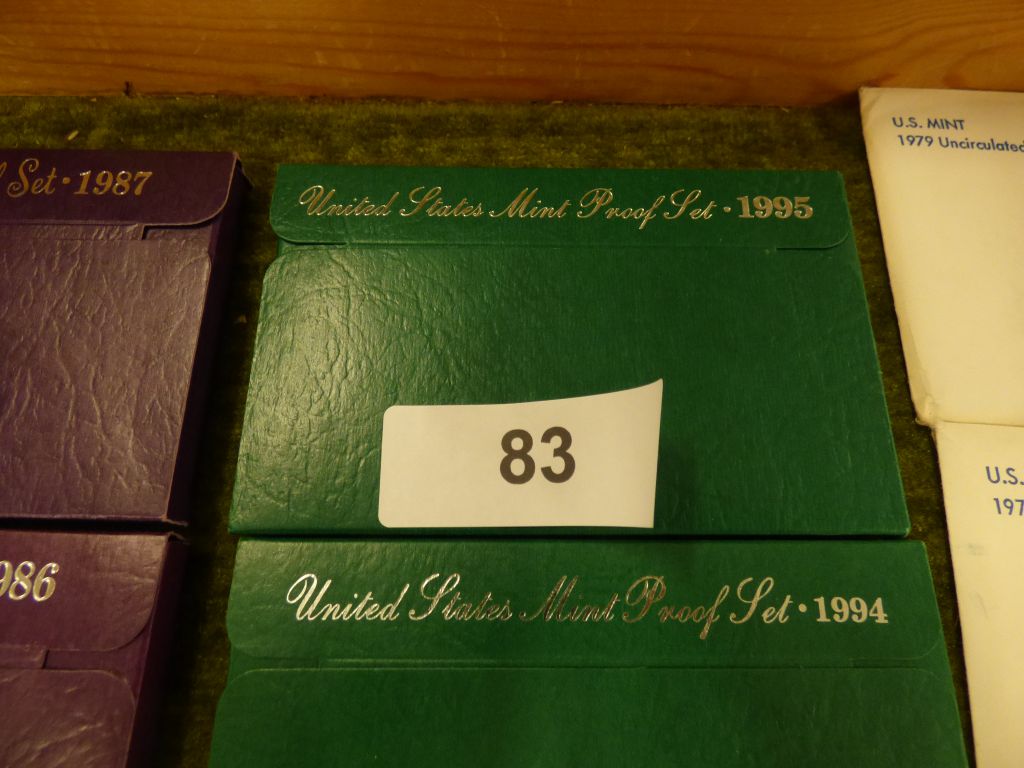 Set · 1987
United States Mint Proof Set · 1995
U.S. MINT
1979 Uncirculated
83
986
United States Mint Proof Set · 1994
U.S.
197